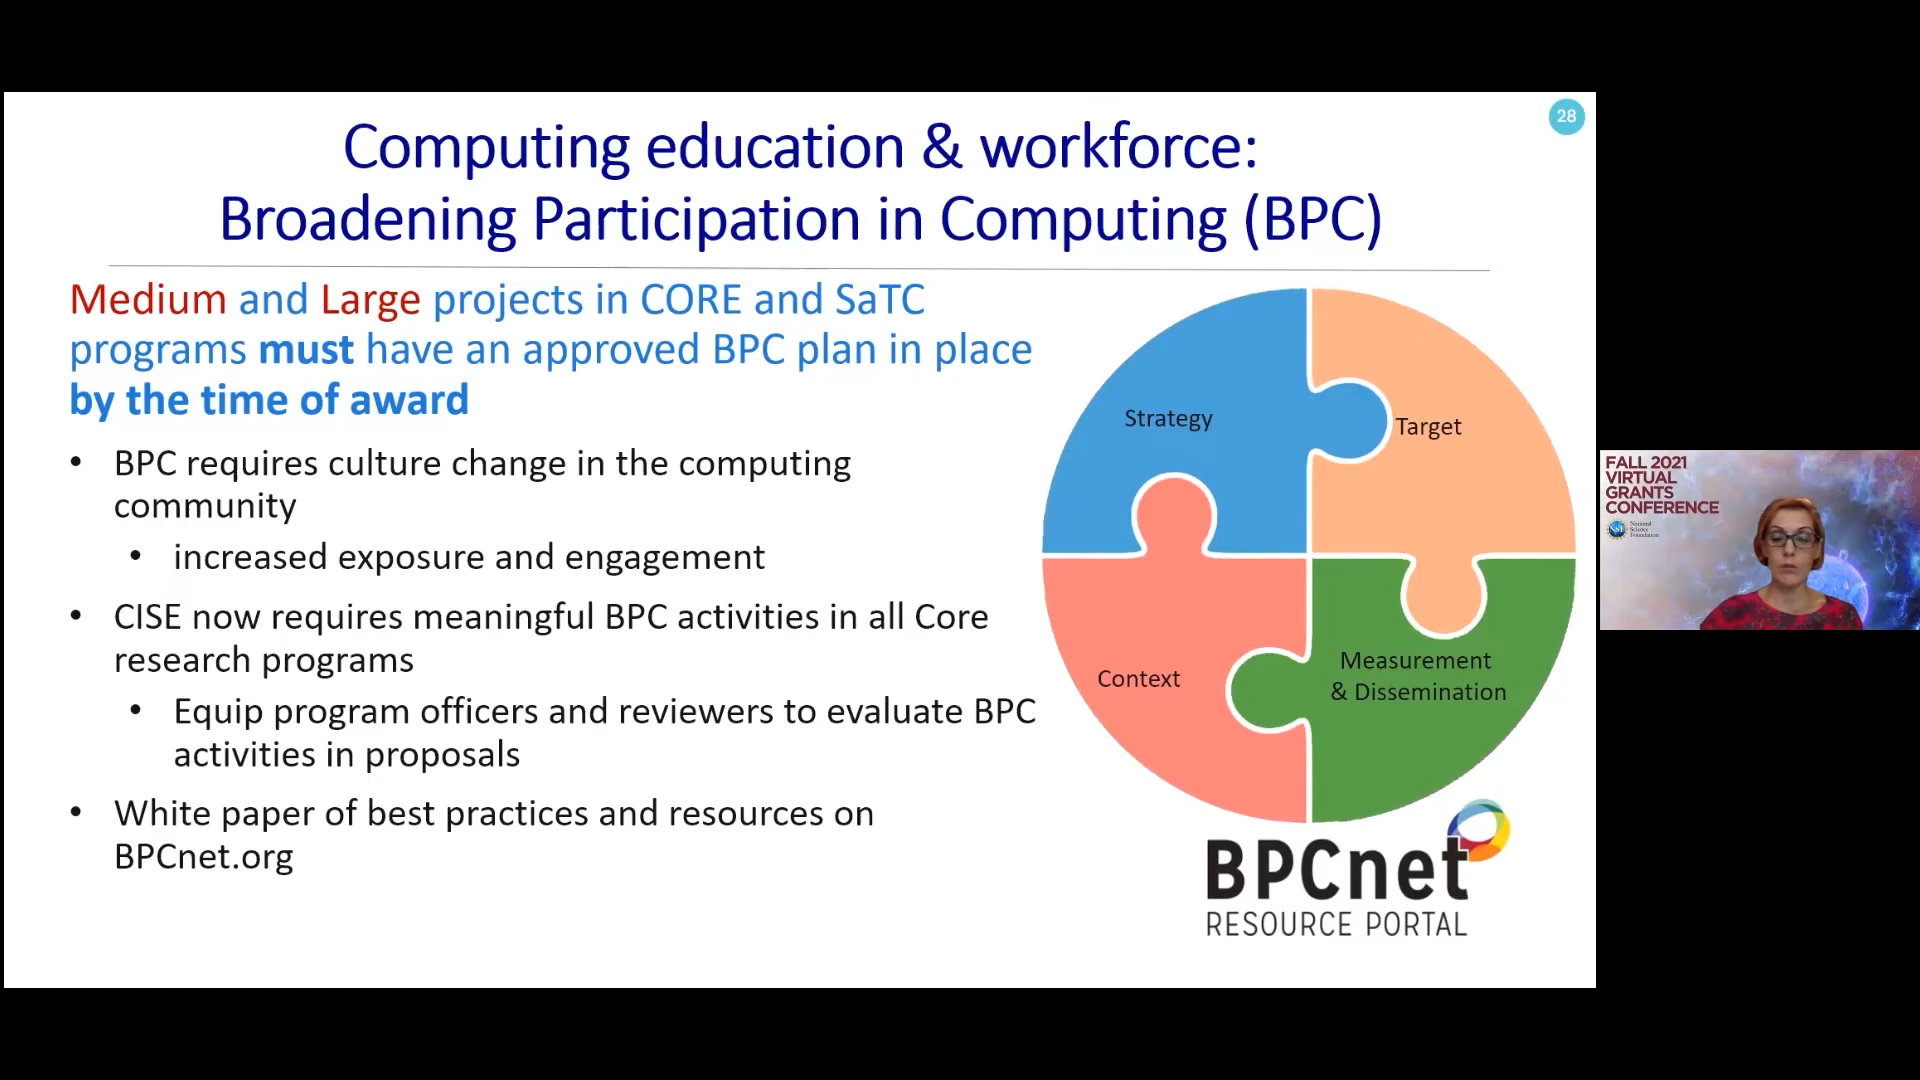 28
Computing education & workforce:
Broadening Participation in Computing (BPC)
Medium and Large projects in CORE and SaTC
programs must have an approved BPC plan in place
by the time of award
• BPC requires culture change in the computing
community
• increased exposure and engagement
• CISE now requires meaningful BPC activities in all Core
research programs
• Equip program officers and reviewers to evaluate BPC
activities in proposals
• White paper of best practices and resources on
BPCnet.org
Strategy
Target
Context
Measurement
& Dissemination
BPCnet
RESOURCE PORTAL
FALL 2021
VIRTUAL
GRANTS
CONFERENCE
NSF
National
Science
Foundation